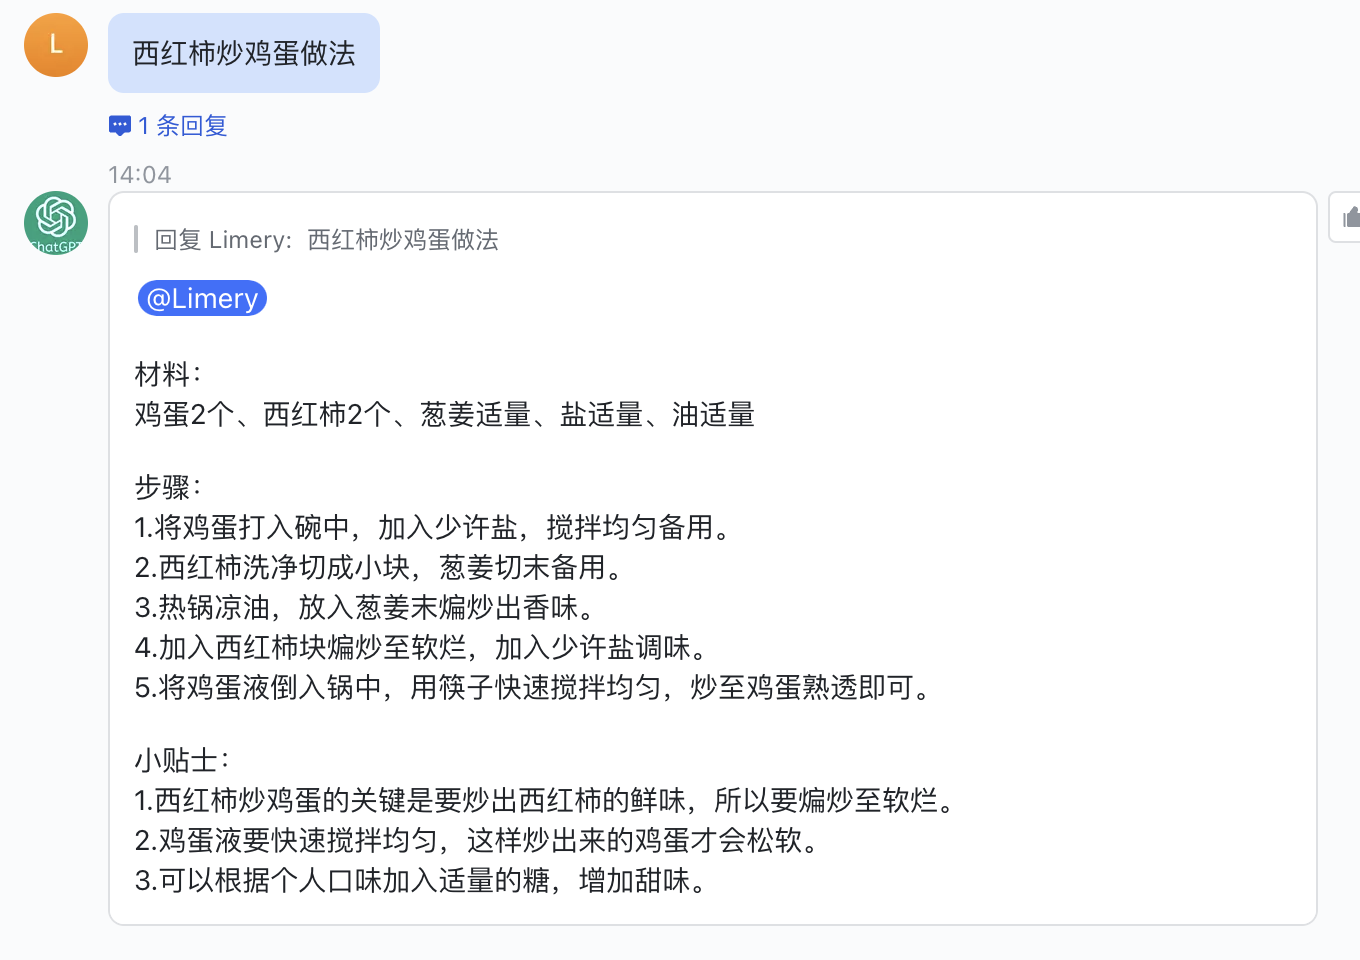 L
西红柿炒鸡蛋做法
1 条回复
14:04
ChatGPT
回复 Limery: 西红柿炒鸡蛋做法
@Limery
材料：
鸡蛋2个、西红柿2个、葱姜适量、盐适量、油适量
步骤：
1.将鸡蛋打入碗中，加入少许盐，搅拌均匀备用。
2.西红柿洗净切成小块，葱姜切末备用。
3.热锅凉油，放入葱姜末煸炒出香味。
4.加入西红柿块煸炒至软烂，加入少许盐调味。
5.将鸡蛋液倒入锅中，用筷子快速搅拌均匀，炒至鸡蛋熟透即可。
小贴士：
1.西红柿炒鸡蛋的关键是要炒出西红柿的鲜味，所以要煸炒至软烂。
2.鸡蛋液要快速搅拌均匀，这样炒出来的鸡蛋才会松软。
3.可以根据个人口味加入适量的糖，增加甜味。